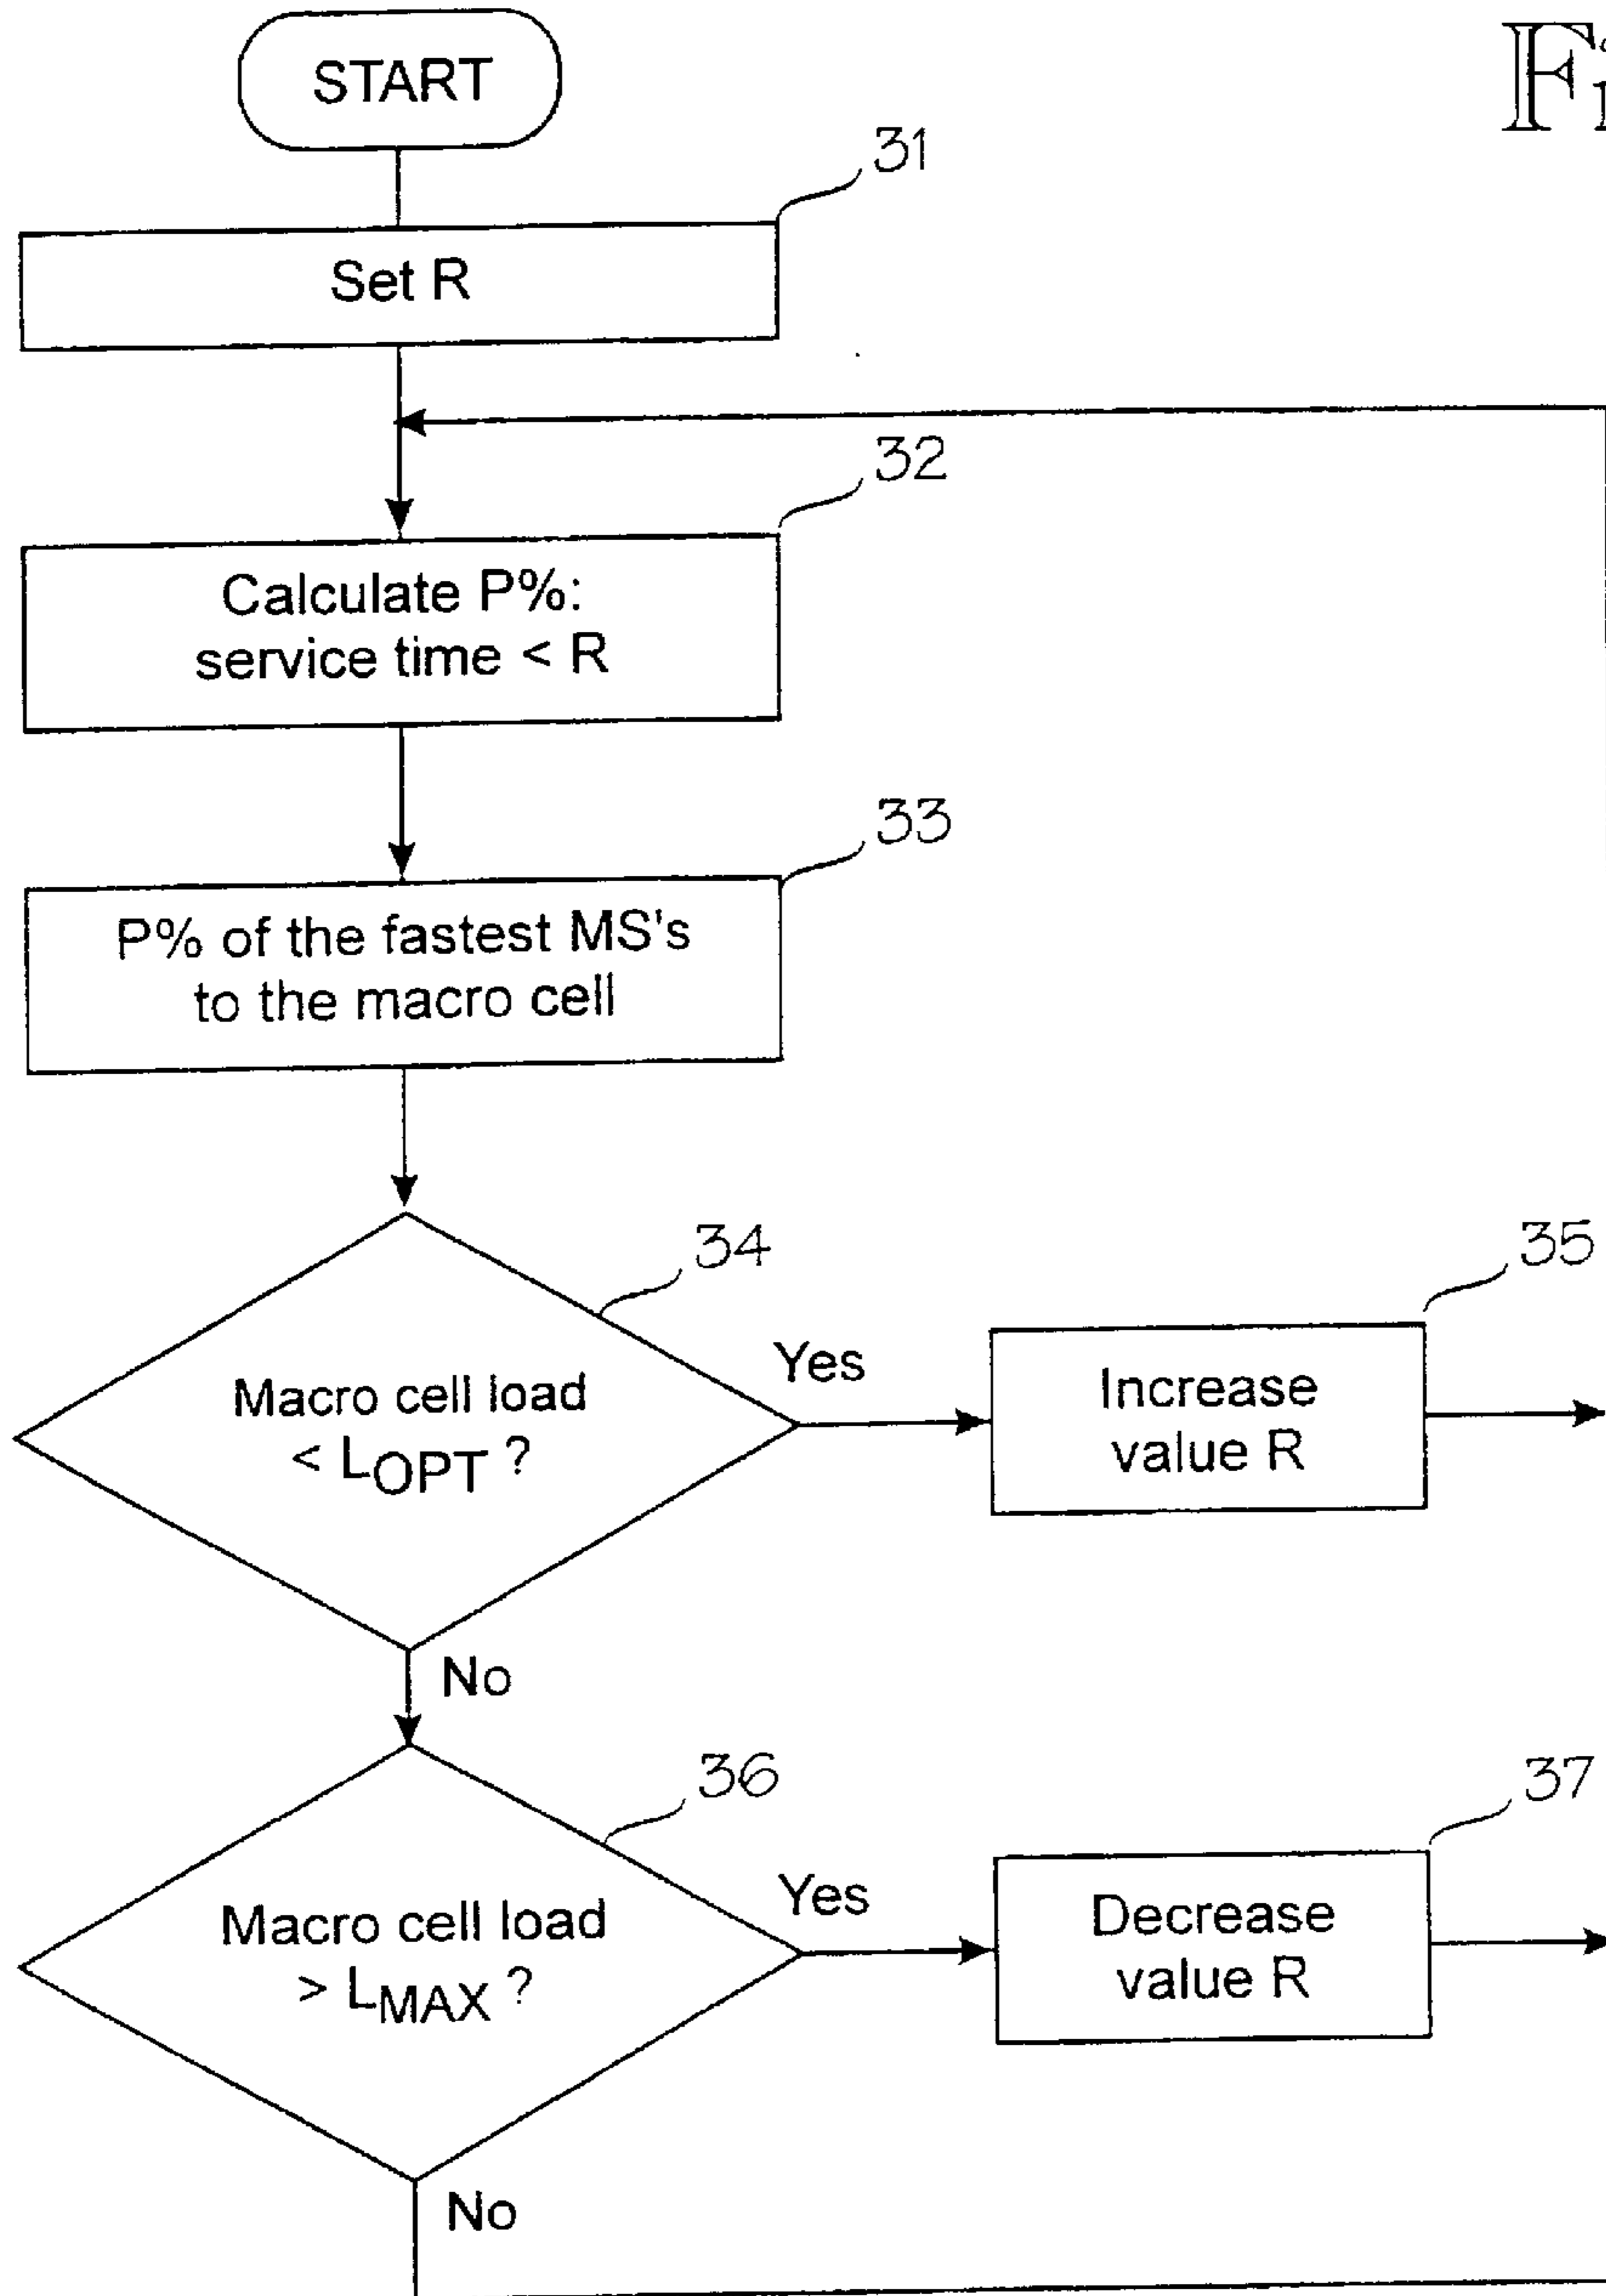 START
31
Set R
32
Calculate P%:
service time < R
33
P% of the fastest MS's
to the macro cell
34
Macro cell load
< LOPT ?
Yes
35
Increase
value R
No
36
Macro cell load
> LMAX ?
Yes
37
Decrease
value R
No